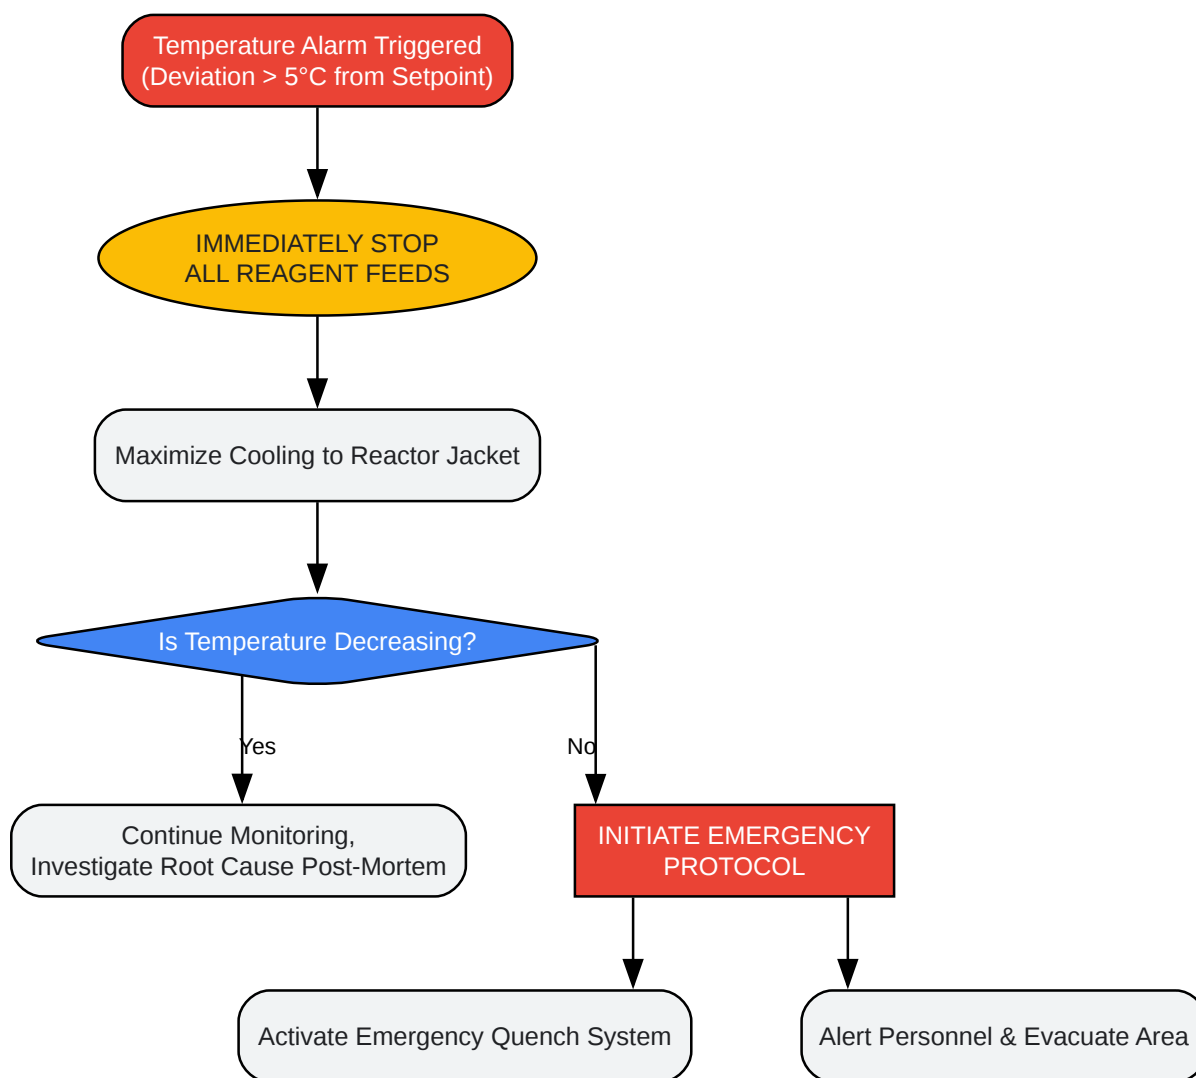 Temperature Alarm Triggered
(Deviation > 5°C from Setpoint)
IMMEDIATELY STOP
ALL REAGENT FEEDS
Maximize Cooling to Reactor Jacket
Is Temperature Decreasing?
Yes
No
Continue Monitoring,
Investigate Root Cause Post-Mortem
INITIATE EMERGENCY
PROTOCOL
Activate Emergency Quench System
Alert Personnel & Evacuate Area